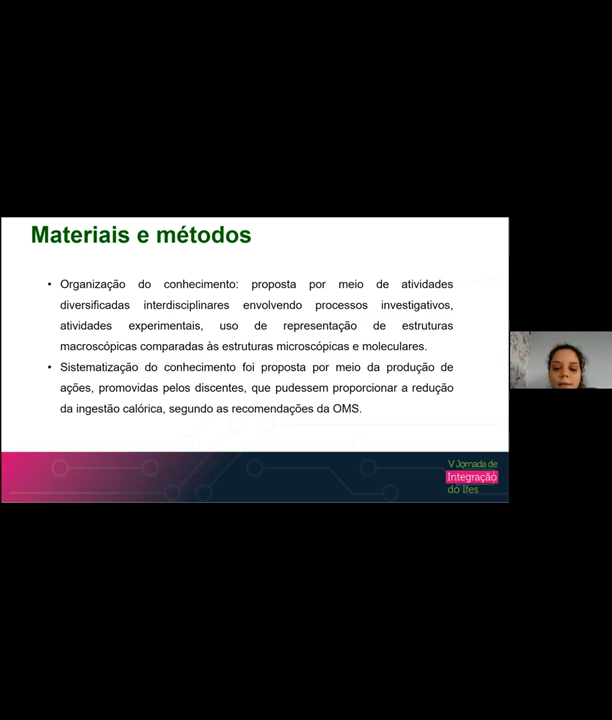 Materiais e métodos
• Organização do conhecimento: proposta por meio de atividades
diversificadas interdisciplinares envolvendo processos investigativos,
atividades experimentais, uso de representação de estruturas
macroscópicas comparadas às estruturas microscópicas e moleculares.
• Sistematização do conhecimento foi proposta por meio da produção de
ações, promovidas pelos discentes, que pudessem proporcionar a redução
da ingestão calórica, segundo as recomendações da OMS.
V Jornada de
Integração
do Ifes